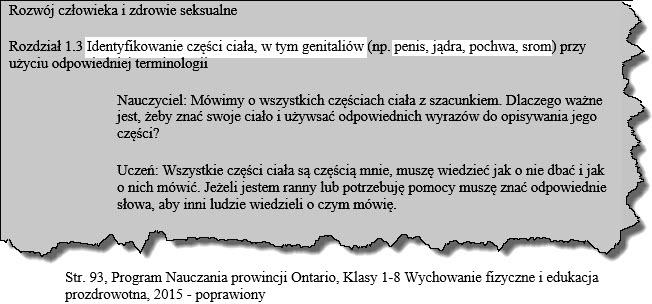 Rozwój człowieka i zdrowie seksualne
Rozdział 1.3 Identyfikowanie części ciała, w tym genitaliów (np. penis, jądra, pochwa, srom) przy
użyciu odpowiedniej terminologii
Nauczyciel: Mówimy o wszystkich częściach ciała z szacunkiem. Dlaczego ważne
jest, żeby znać swoje ciało i używsać odpowiednich wyrazów do opisywania jego
części?
Uczeń: Wszystkie części ciała są częścią mnie, muszę wiedzieć jak o nie dbać i jak
o nich mówić. Jeżeli jestem ranny lub potrzebuję pomocy muszę znać odpowiednie
słowa, aby inni ludzie wiedzieli o czym mówię.
Str. 93, Program Nauczania prowincji Ontario, Klasy 1-8 Wychowanie fizyczne i edukacja
prozdrowotna, 2015 - poprawiony